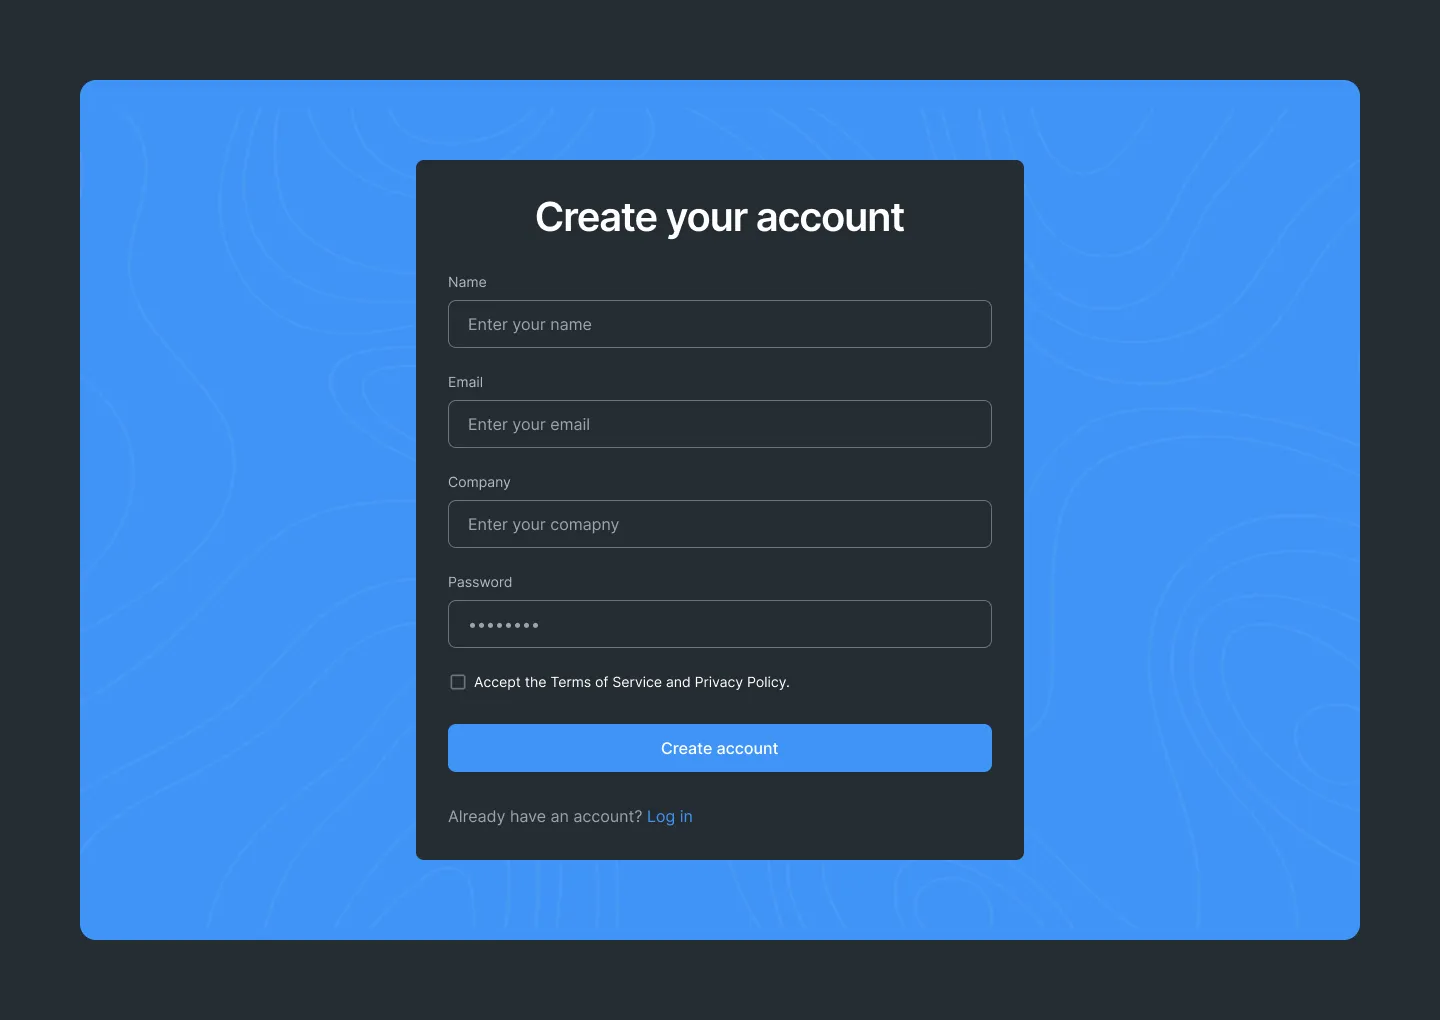 Create your account
Name
Enter your name
Email
Enter your email
Company
Enter your comapny
Password
••••••••
Accept the Terms of Service and Privacy Policy.
Create account
Already have an account? Log in